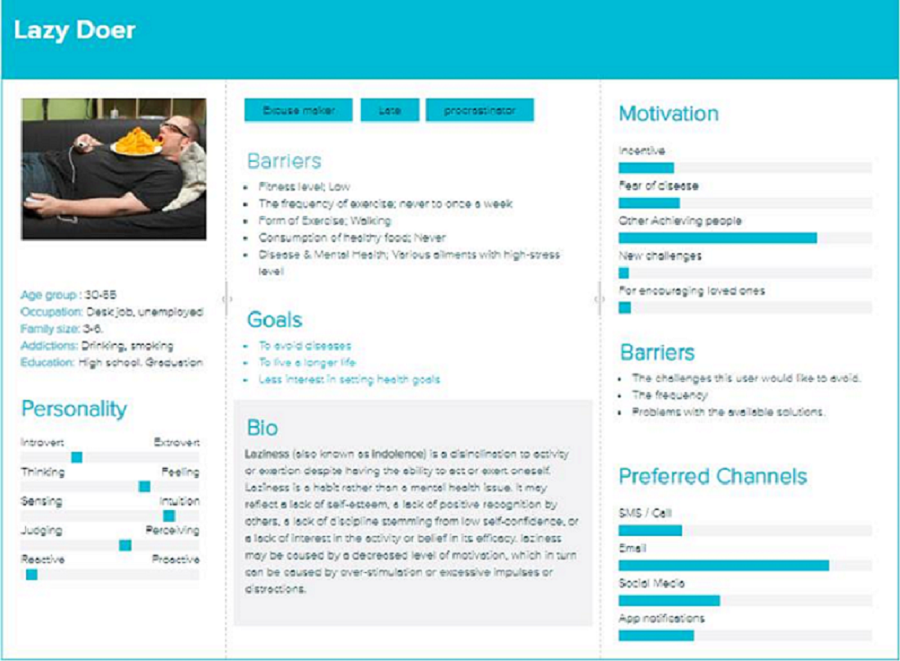 Lazy Doer
Age group : 30-55
Occupation: Desk job, unemployed
Family size: 3-6.
Addictions: Drinking, smoking
Education: High school. Graduation
Personality
Introvert Extrovert
Thinking Feeling
Sensing Intuition
Judging Perceiving
Reactive Proactive
Excuse maker Late procrastinator
Barriers
• Fitness level; Low
• The frequency of exercise; never to once a week
• Form of Exercise; Walking
• Consumption of healthy food; Never
• Disease & Mental Health; Various ailments with high-stress
level
Goals
• To avoid diseases
• To live a longer life
• Less interest in setting health goals
Bio
Laziness (also known as indolence) is a disinclination to activity
or exertion despite having the ability to act or exert oneself.
Laziness is a habit rather than a mental health issue. It may
reflect a lack of self-esteem, a lack of positive recognition by
others, a lack of discipline stemming from low self-confidence, or
a lack of interest in the activity or belief in its efficacy. laziness
may be caused by a decreased level of motivation, which in turn
can be caused by over-stimulation or excessive impulses or
distractions.
Motivation
Incentive
Fear of disease
Other Achieving people
New challenges
For encouraging loved ones
Barriers
• The challenges this user would like to avoid.
• The frequency
• Problems with the available solutions.
Preferred Channels
SMS / Call
Email
Social Media
App notifications